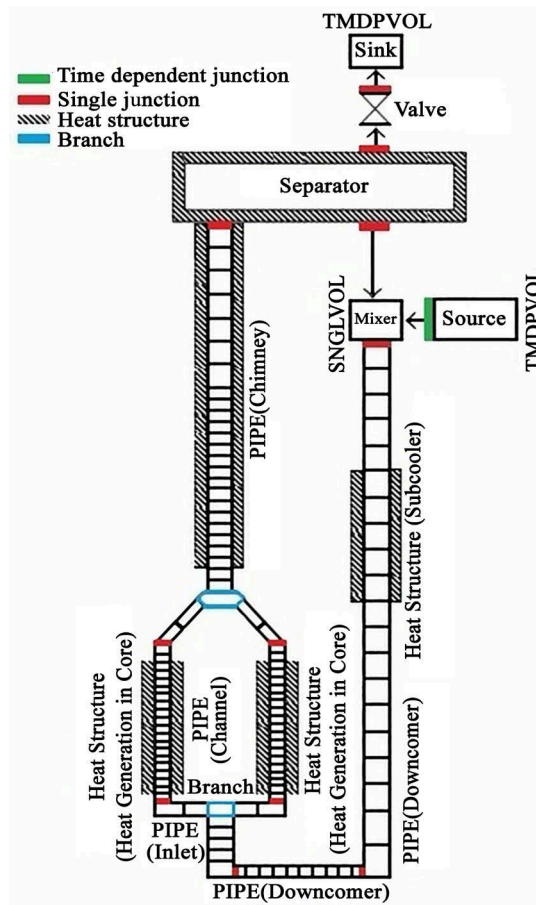 TMDPVOL
Sink
Time dependent junction
Single junction
Heat structure
Branch
Valve
Separator
SNGLVOL
Mixer
Source
TMDPVOL
PIPE(Chimney)
Heat Structure (Subcooler)
Heat Structure
(Heat Generation in Core)
PIPE
(Channel)
Heat Structure
(Heat Generation in Core)
PIPE(Downcomer)
Branch
PIPE
(Inlet)
PIPE(Downcomer)